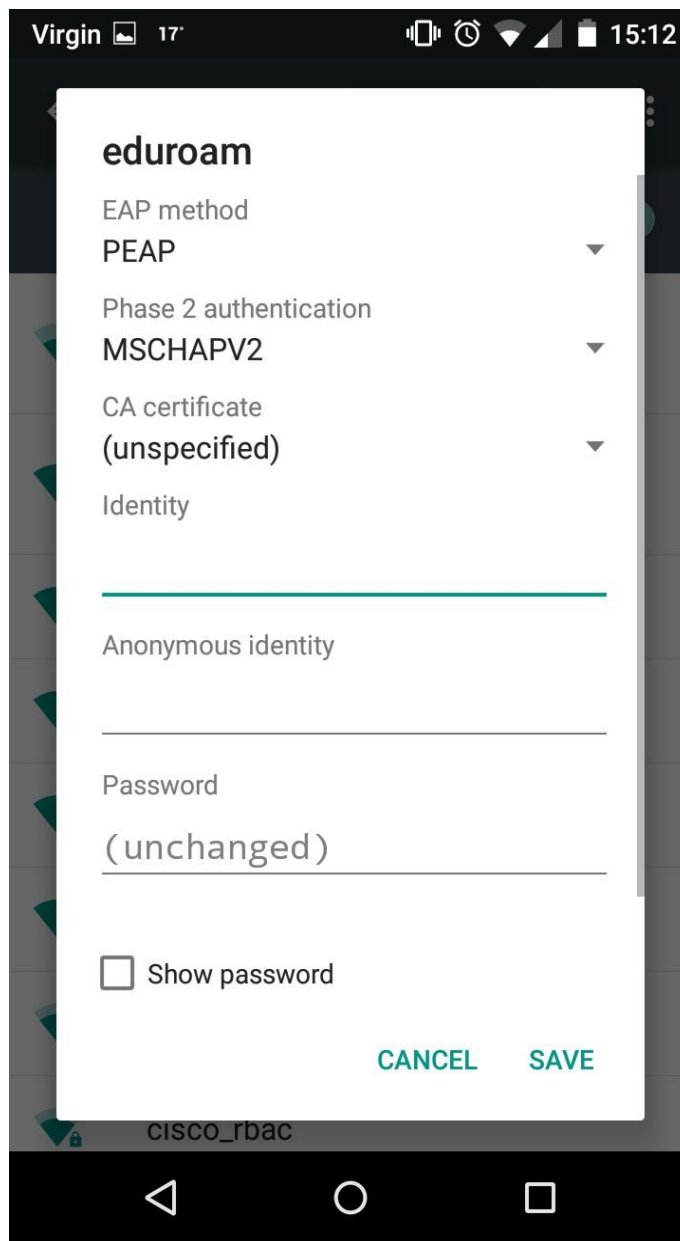 Virgin 17° 15:12
eduroam
EAP method
PEAP
Phase 2 authentication
MSCHAPV2
CA certificate
(unspecified)
Identity
Anonymous identity
Password
(unchanged)
Show password
CANCEL SAVE
cisco_rbac